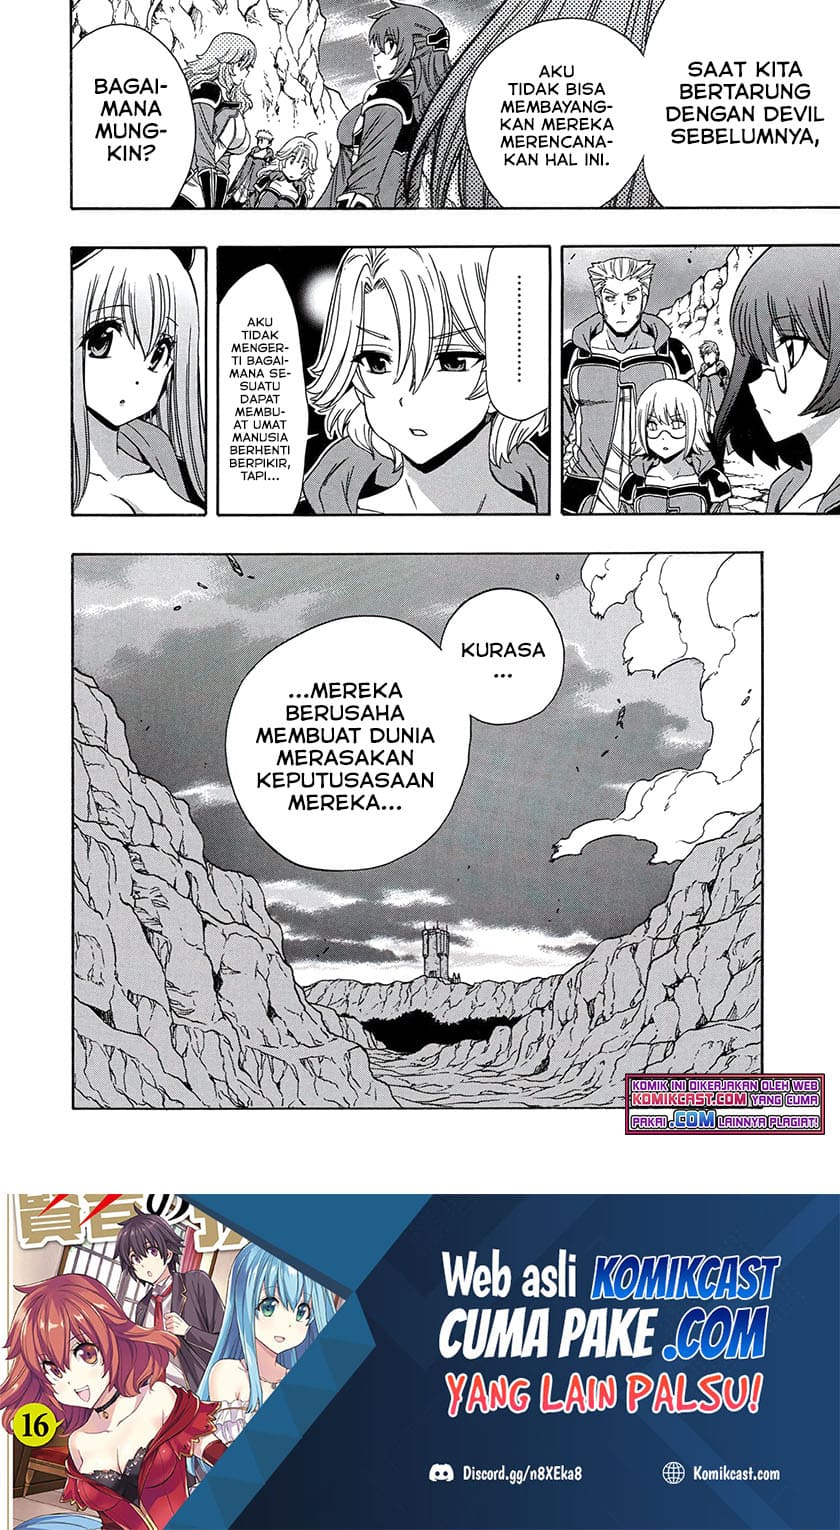 SAAT KITA
BERTARUNG
DENGAN DEVIL
SEBELUMNYA,
AKU
TIDAK BISA
MEMBAYANG-
KAN MEREKA
MERENCANA-
KAN HAL INI.
BAGAI-
MANA
MUNG-
KIN?
AKU
TIDAK
MENGER-
TI BAGAI-
MANA SE-
SUATU
DAPAT
MEMBU-
AT UMAT
MANUSIA
BERHENTI
BERPIKIR,
TAPI...
KURASA
...
...MEREKA
BERUSAHA
MEMBUAT DUNIA
MERASAKAN
KEPUTUSASAAN
MEREKA...
KOMIK INI DIKERJAKAN OLEH WEB
KOMIKCAST.COM YANG CUMA
PAKAI .COM LAINNYA PLAGIAT!
16
Web asli KOMIKCAST
CUMA PAKE .COM
YANG LAIN PALSU!
Discord.gg/n8XEka8
Komikcast.com